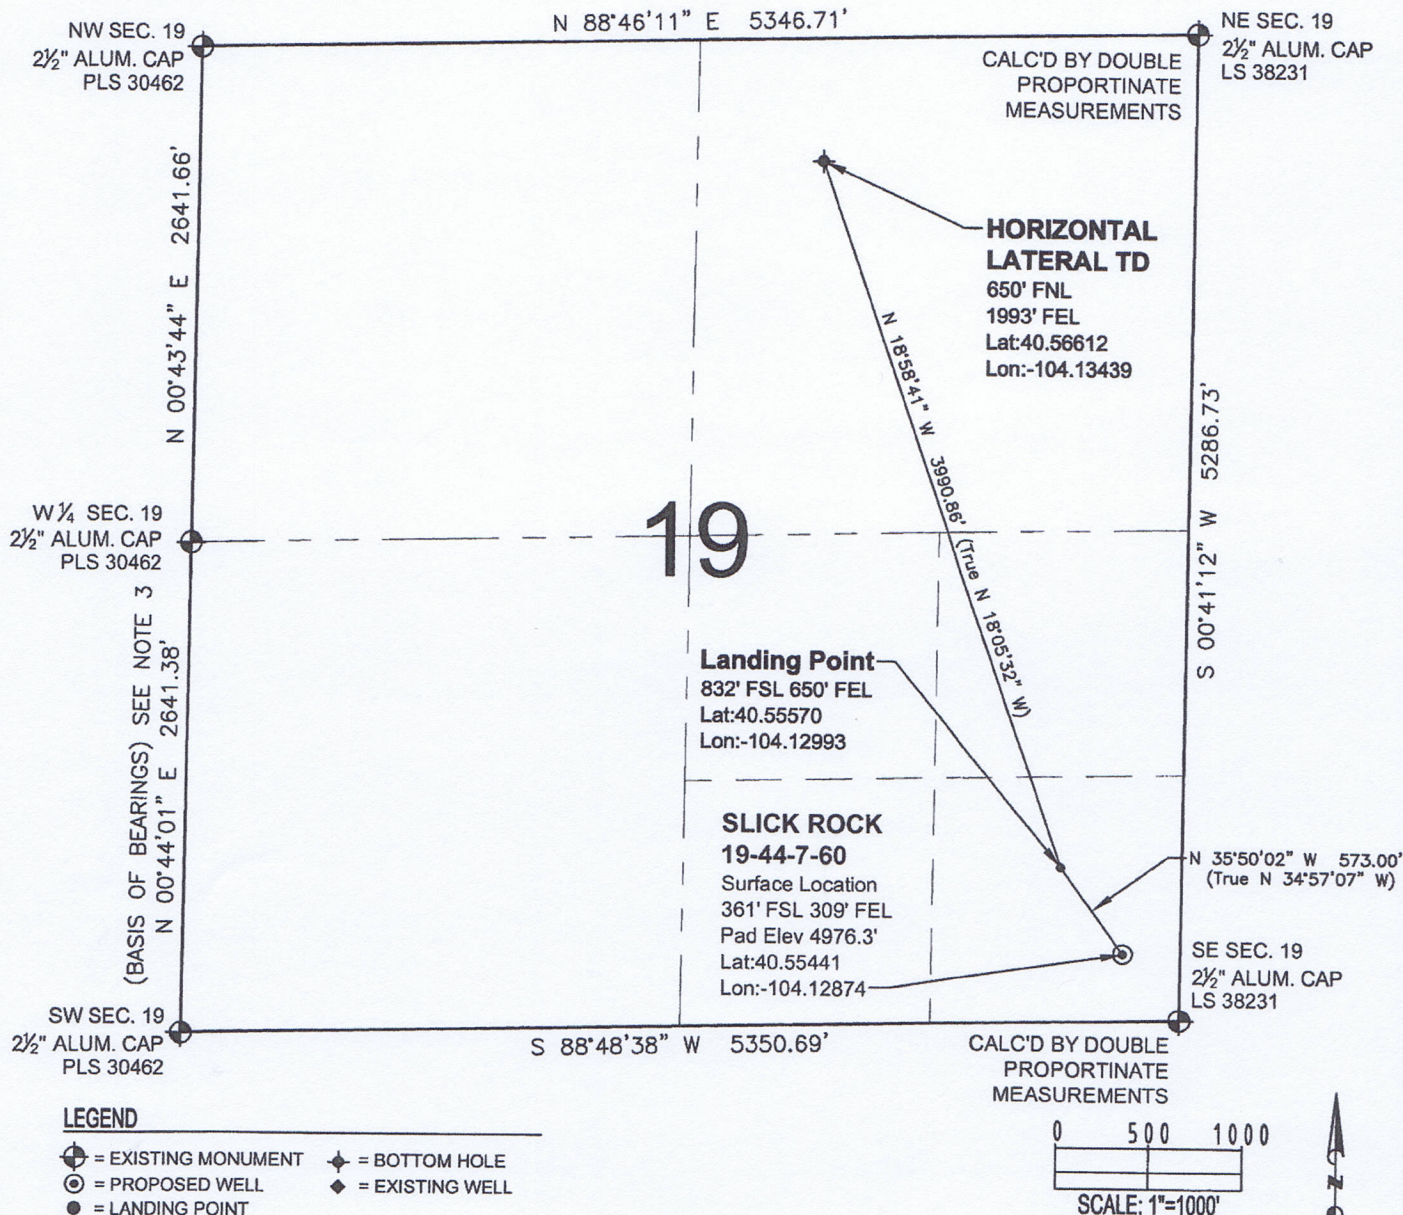 N 88°46'11" E 5346.71'
NW SEC. 19
2½" ALUM. CAP
PLS 30462
NE SEC. 19
2½" ALUM. CAP
LS 38231
CALC'D BY DOUBLE
PROPORTINATE
MEASUREMENTS
N 00°43'44" E 2641.66'
HORIZONTAL
LATERAL TD
650' FNL
1993' FEL
Lat:40.56612
Lon:-104.13439
N 18°58'41" W 3990.86' (True N 18°05'32" W)
S 00°41'12" W 5286.73'
W ¼ SEC. 19
2½" ALUM. CAP
PLS 30462
19
(BASIS OF BEARINGS) SEE NOTE 3
N 00°44'01" E 2641.38'
Landing Point
832' FSL 650' FEL
Lat:40.55570
Lon:-104.12993
SLICK ROCK
19-44-7-60
Surface Location
361' FSL 309' FEL
Pad Elev 4976.3'
Lat:40.55441
Lon:-104.12874
N 35°50'02" W 573.00'
(True N 34°57'07" W)
SE SEC. 19
2½" ALUM. CAP
LS 38231
SW SEC. 19
2½" ALUM. CAP
PLS 30462
S 88°48'38" W 5350.69'
CALC'D BY DOUBLE
PROPORTINATE
MEASUREMENTS
LEGEND
= EXISTING MONUMENT
= BOTTOM HOLE
= PROPOSED WELL
= EXISTING WELL
= LANDING POINT
0 500 1000
SCALE: 1"=1000'
N